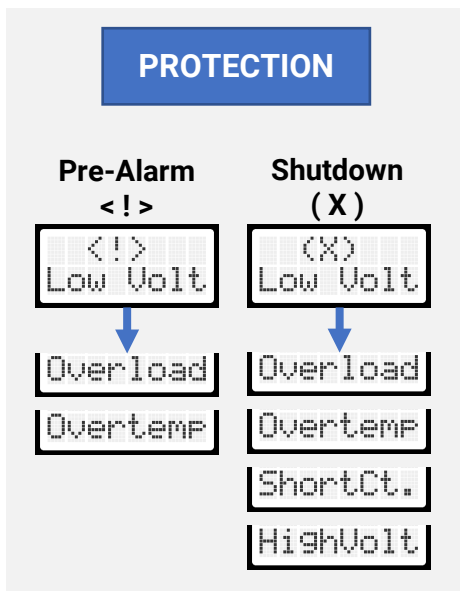 PROTECTION
Pre-Alarm
<!>
<!>
Low Volt
Overload
Overtemp
Shutdown
(X)
(X)
Low Volt
Overload
Overtemp
ShortCt.
HighVolt